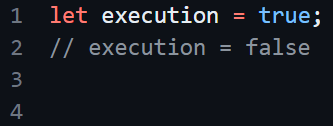 1 let execution = true;
2 // execution = false
3
4